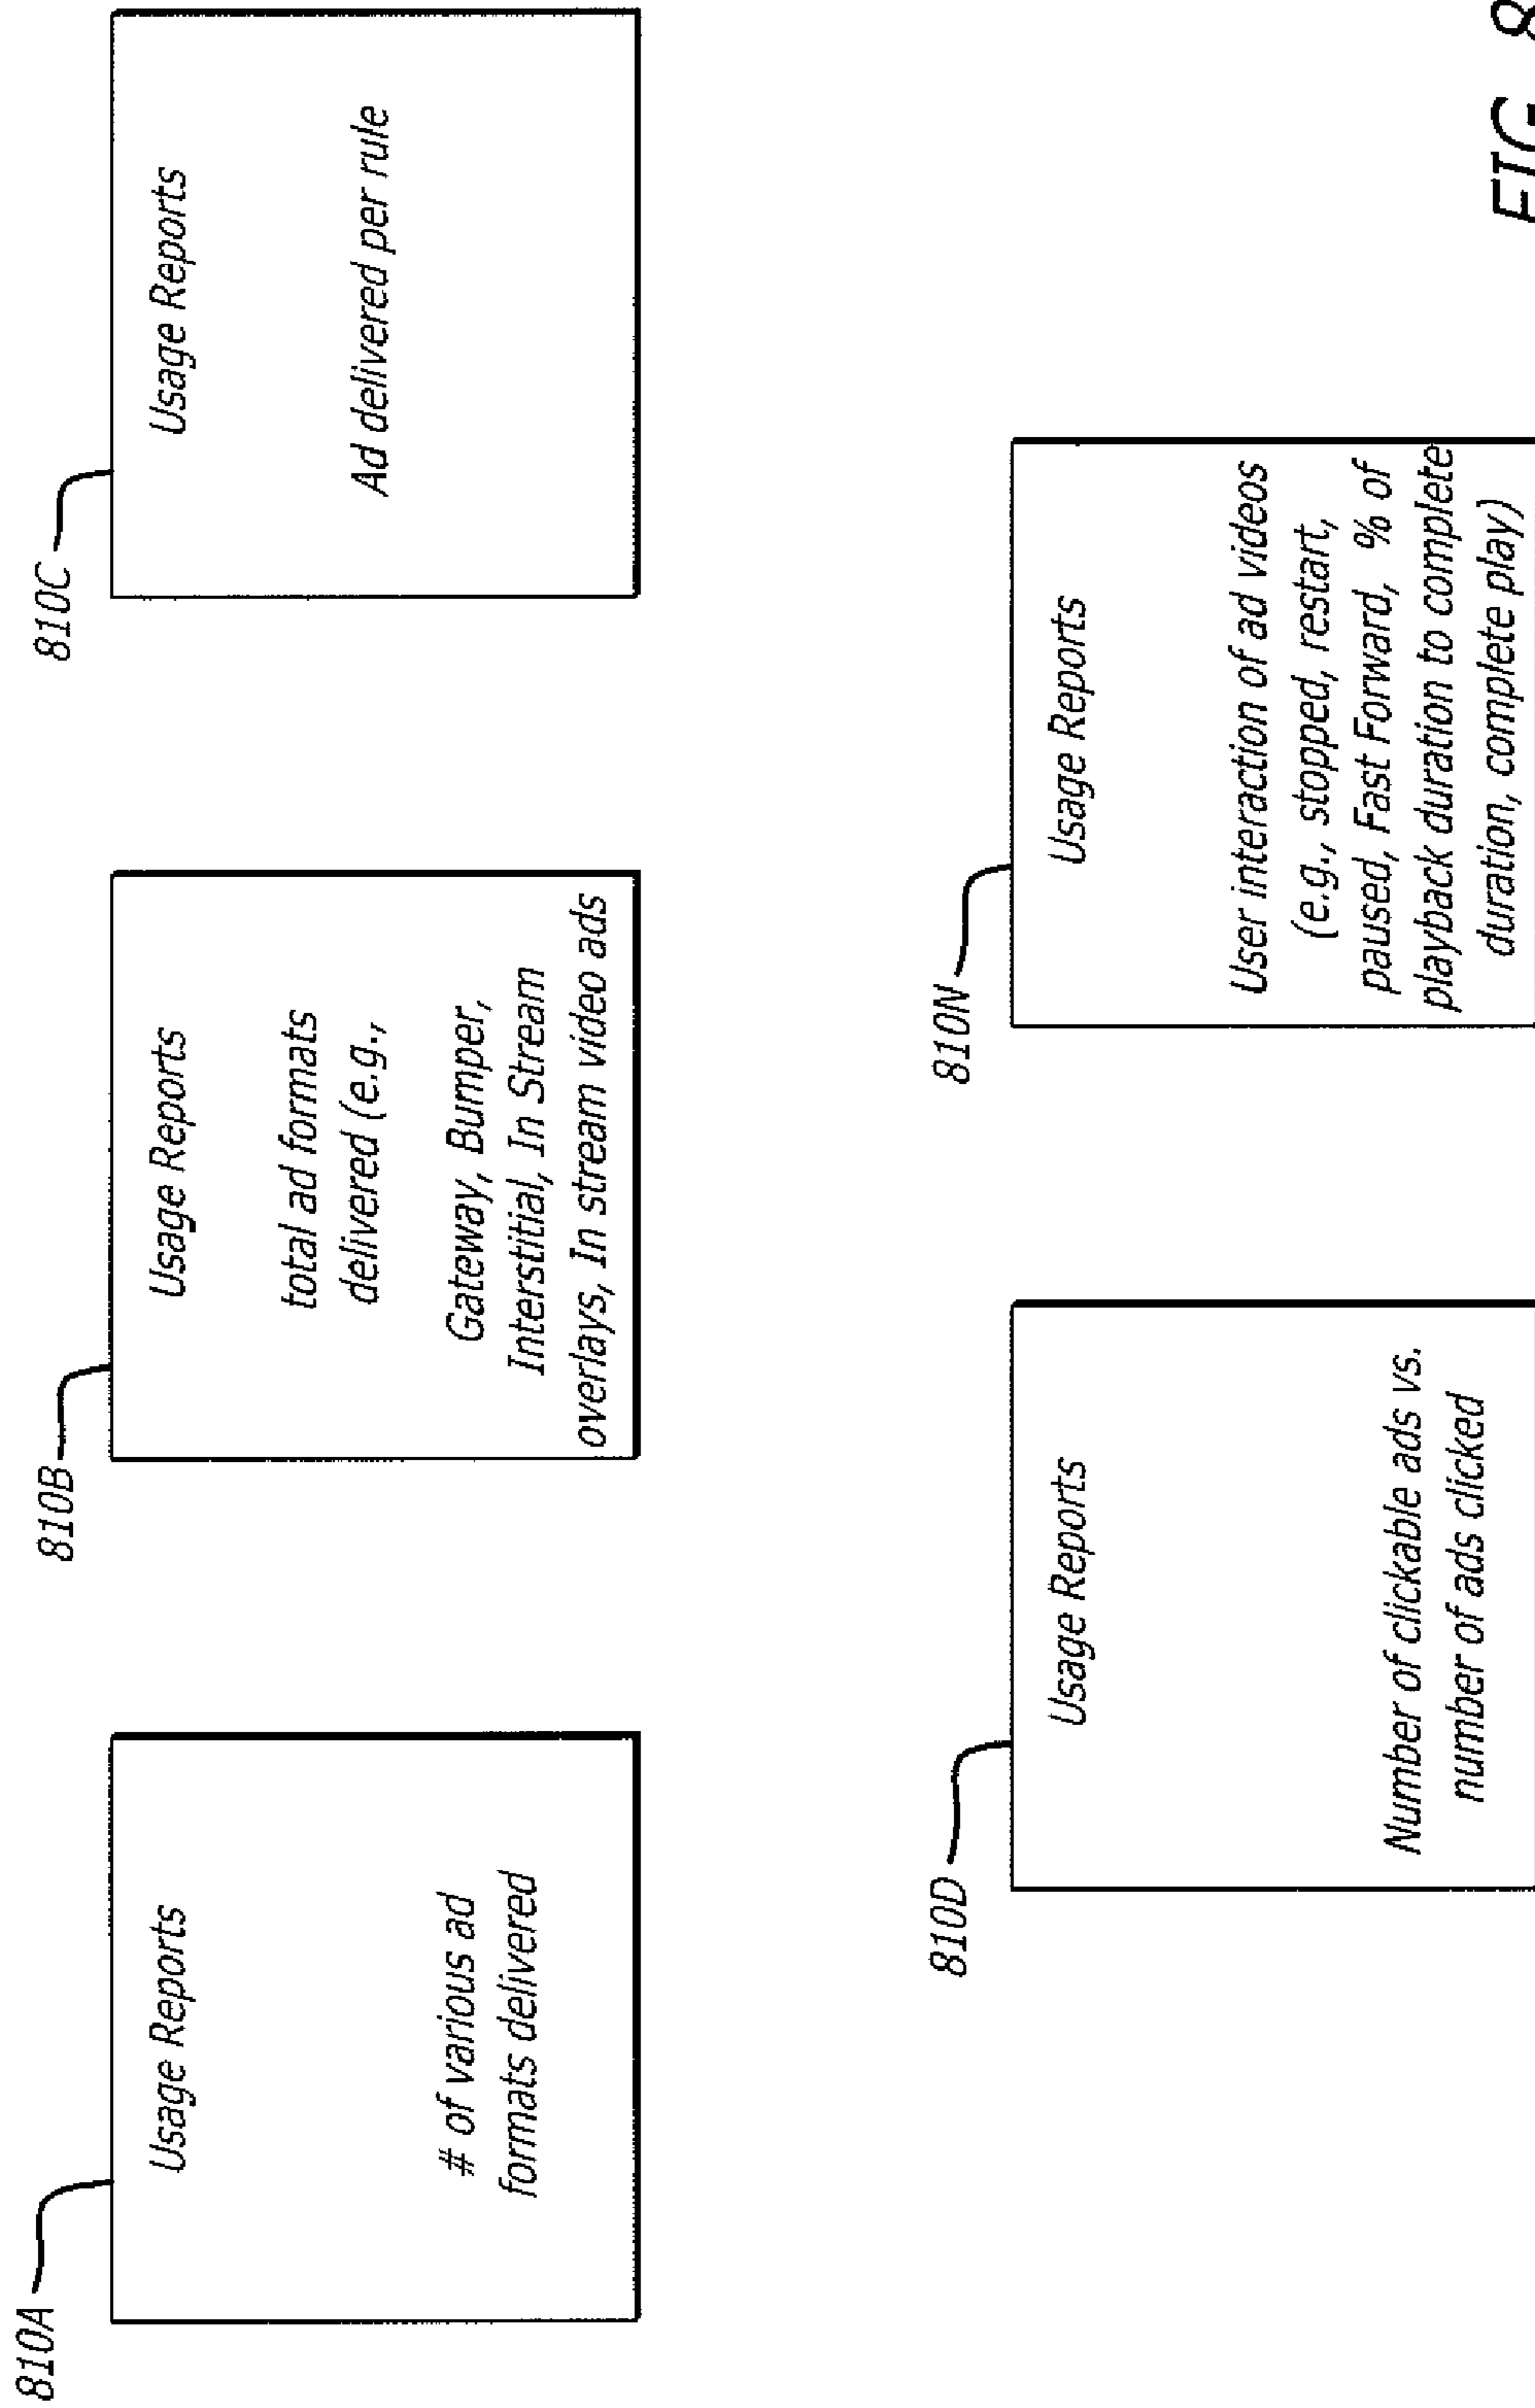 810A
Usage Reports
# of various ad
formats delivered
810B
Usage Reports
total ad formats
delivered (e.g.,
Gateway, Bumper,
Interstitial, In Stream
overlays, In stream video ads
810C
Usage Reports
Ad delivered per rule
810D
Usage Reports
Number of clickable ads vs.
number of ads clicked
810N
Usage Reports
User interaction of ad videos
(e.g., stopped, restart,
paused, Fast Forward, % of
playback duration to complete
duration, complete play)
FIG. 8